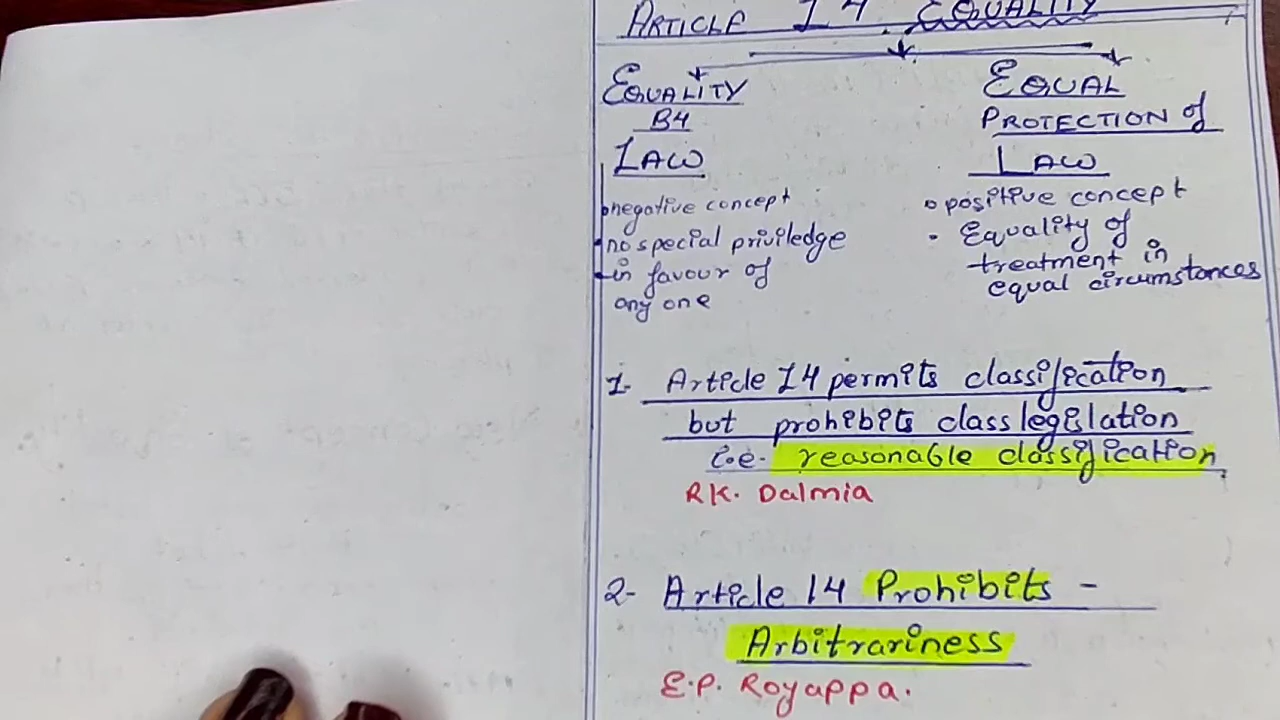 ARTICLE 14 EQUALITY
EQUALITY
B4
LAW
negative concept
no special priviledge
in favour of
any one
EQUAL
PROTECTION of
LAW
positive concept
Equality of
treatment in
equal circumstances
1- Article 14 permits classification
but prohibits class legislation
i.e. reasonable classification,
RK. Dalmia
2- Article 14 Prohibits -
Arbitrariness
E.P. Royappa.